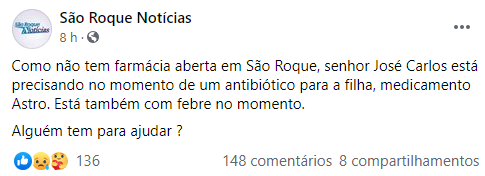 São Roque Notícias
8 h ·
Como não tem farmácia aberta em São Roque, senhor José Carlos está
precisando no momento de um antibiótico para a filha, medicamento
Astro. Está também com febre no momento.
Alguém tem para ajudar ?
136
148 comentários 8 compartilhamentos